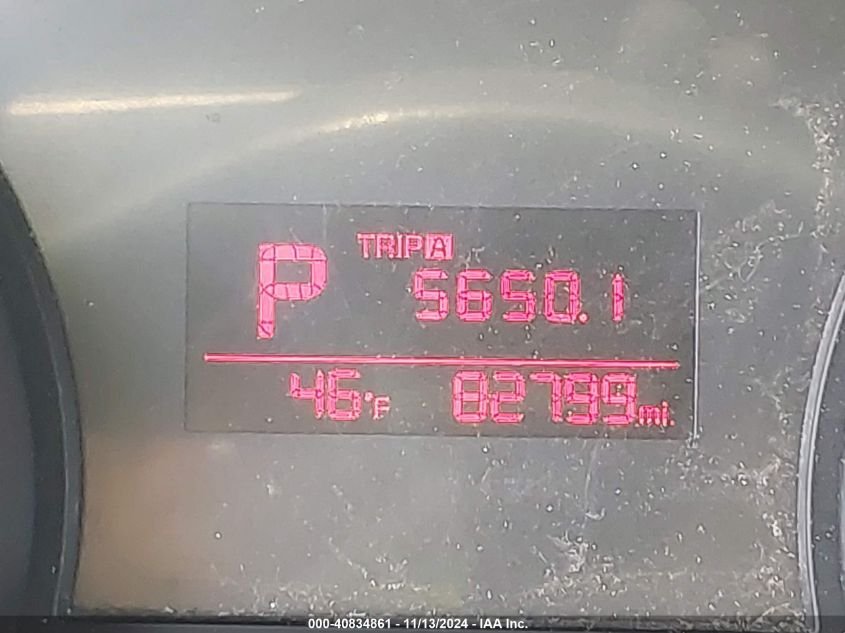 P TRIP A
5650.1
46°F 82799 mi.
000-40834861 - 11/13/2024 - IAA Inc.